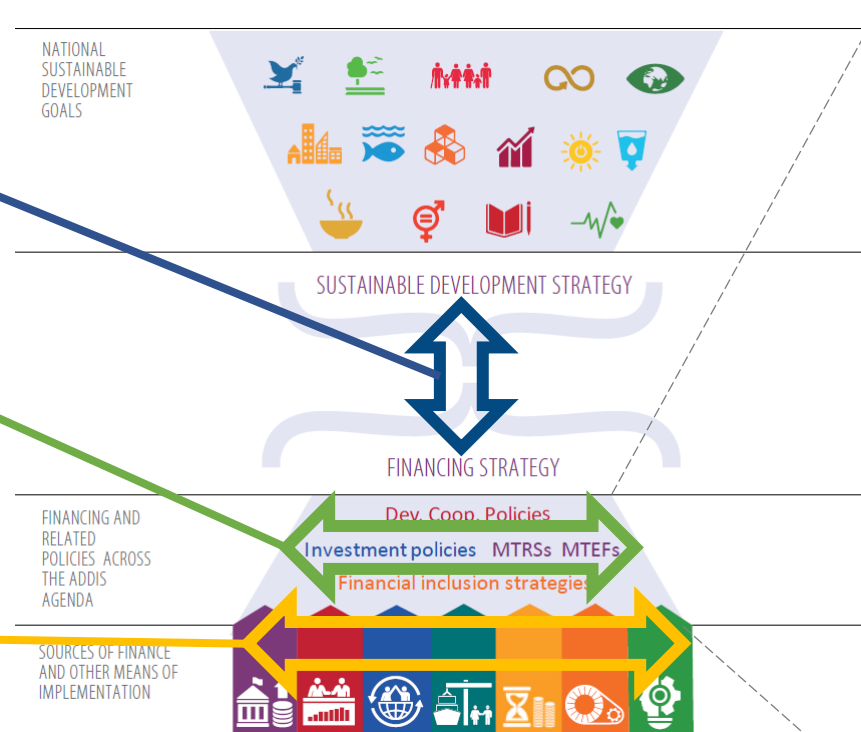 NATIONAL
SUSTAINABLE
DEVELOPMENT
GOALS
SUSTAINABLE DEVELOPMENT STRATEGY
FINANCING STRATEGY
FINANCING AND
RELATED
POLICIES ACROSS
THE ADDIS
AGENDA
Dev. Coop. Policies
Investment policies MTRSs MTEFs
Financial inclusion strategies
SOURCES OF FINANCE
AND OTHER MEANS OF
IMPLEMENTATION